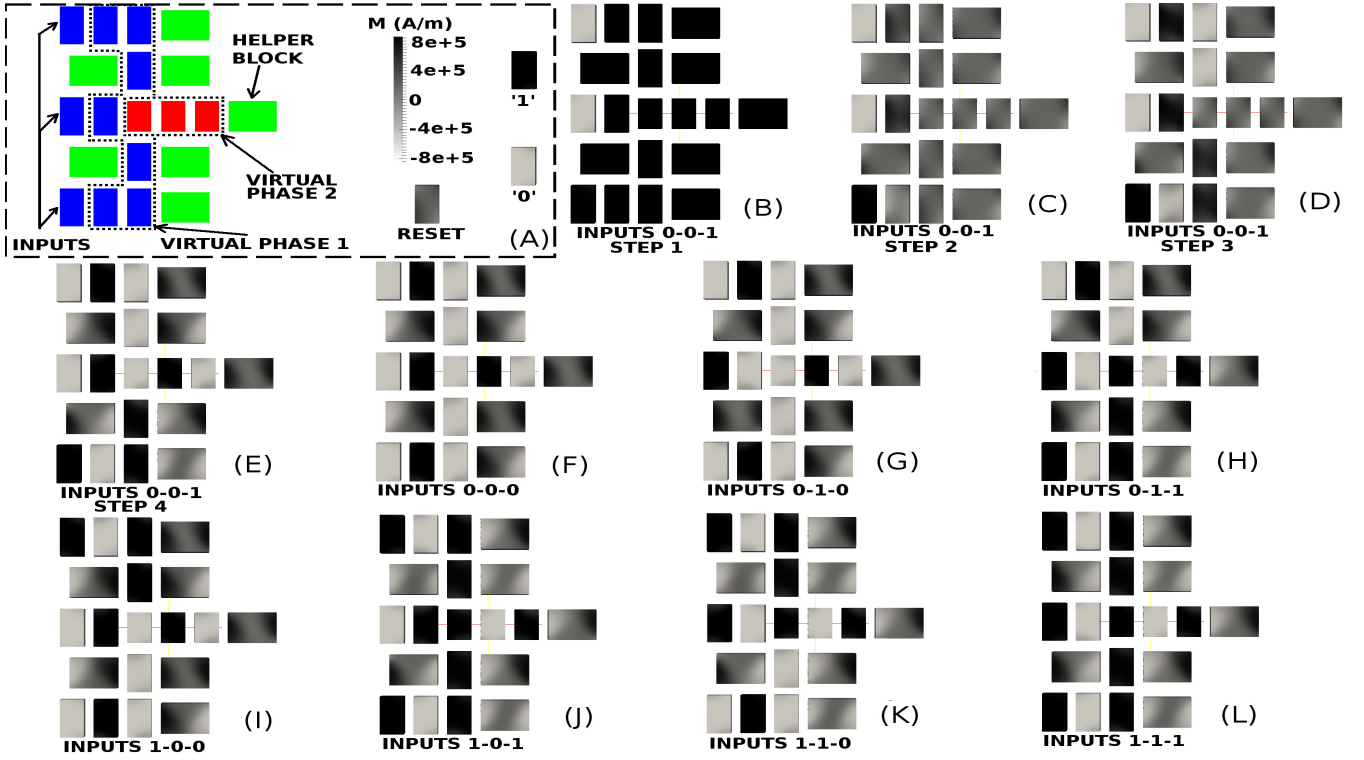 M (A/m)
8e+5
4e+5
0
-4e+5
-8e+5
'1'
'0'
HELPER
BLOCK
VIRTUAL
PHASE 2
INPUTS
VIRTUAL PHASE 1
RESET
(A)
(B)
INPUTS 0-0-1
STEP 1
(C)
INPUTS 0-0-1
STEP 2
(D)
INPUTS 0-0-1
STEP 3
(E)
INPUTS 0-0-1
STEP 4
(F)
INPUTS 0-0-0
(G)
INPUTS 0-1-0
(H)
INPUTS 0-1-1
(I)
INPUTS 1-0-0
(J)
INPUTS 1-0-1
(K)
INPUTS 1-1-0
(L)
INPUTS 1-1-1